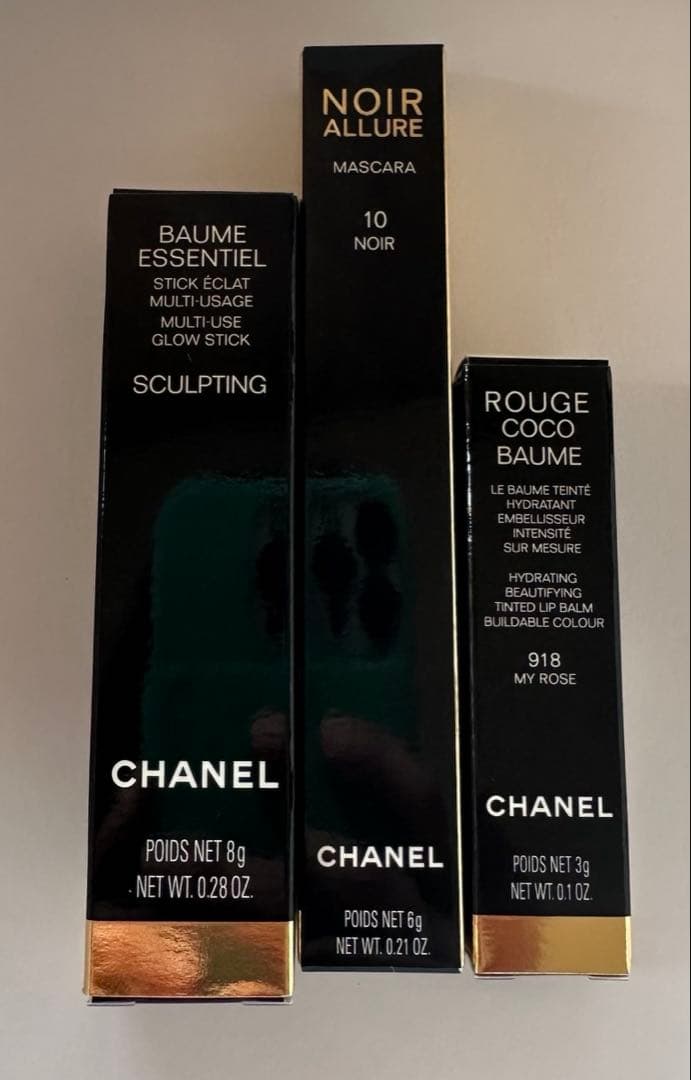 BAUME
ESSENTIEL
STICK ÉCLAT
MULTI-USAGE
MULTI-USE
GLOW STICK
SCULPTING
CHANEL
POIDS NET 8g
NET WT. 0.28 OZ.
NOIR
ALLURE
MASCARA
10
NOIR
CHANEL
POIDS NET 6g
NET WT. 0.21 OZ.
ROUGE
COCO
BAUME
LE BAUME TEINTÉ
HYDRATANT
EMBELLISSEUR
INTENSITÉ
SUR MESURE
HYDRATING
BEAUTIFYING
TINTED LIP BALM
BUILDABLE COLOUR
918
MY ROSE
CHANEL
POIDS NET 3g
NET WT. 0.1 OZ.